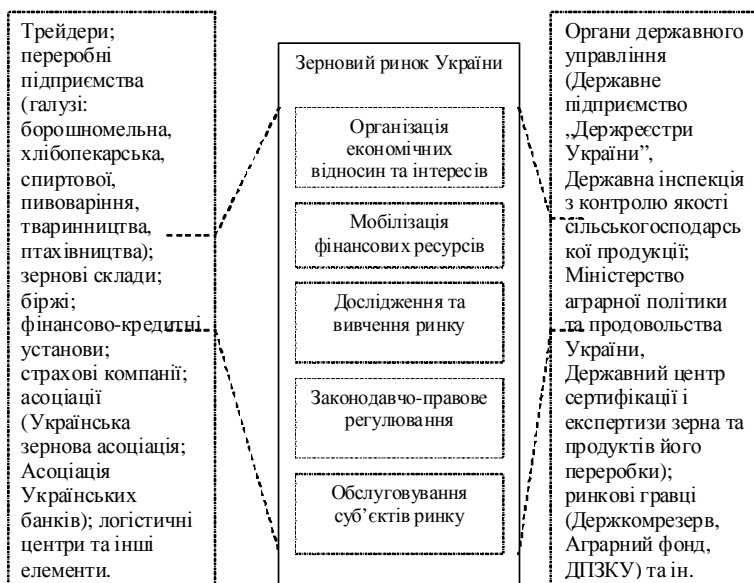 Трейдери;
переробні
підприємства
(галузі:
борошномельна,
хлібопекарська,
спиртової,
пивоваріння,
тваринництва,
птахівництва);
зернові склади;
біржі;
фінансово-кредитні
установи;
страхові компанії;
асоціації
(Українська
зернова асоціація;
Асоціація
Українських
банків); логістичні
центри та інші
елементи.
Зерновий ринок України
Організація
економічних
відносин та інтересів
Мобілізація
фінансових ресурсів
Дослідження та
вивчення ринку
Законодавчо-правове
регулювання
Обслуговування
суб’єктів ринку
Органи державного
управління
(Державне
підприємство
„Держреєстри
України”,
Державна інспекція
з контролю якості
сільськогосподарсь
кої продукції;
Міністерство
аграрної політики
та продовольства
України,
Державний центр
сертифікації і
експертизи зерна та
продуктів його
переробки);
ринкові гравці
(Держкомрезерв,
Аграрний фонд,
ДПЗКУ) та ін.